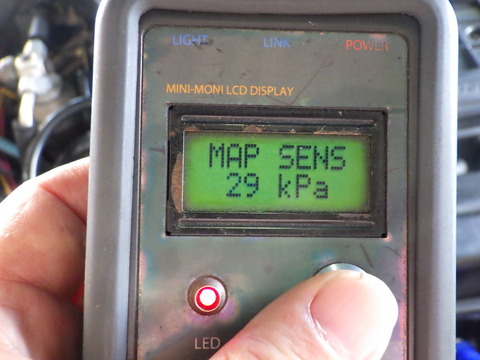 LIGHT LINK POWER
MINI-MONI LCD DISPLAY
MAP SENS
29 kPa
LED